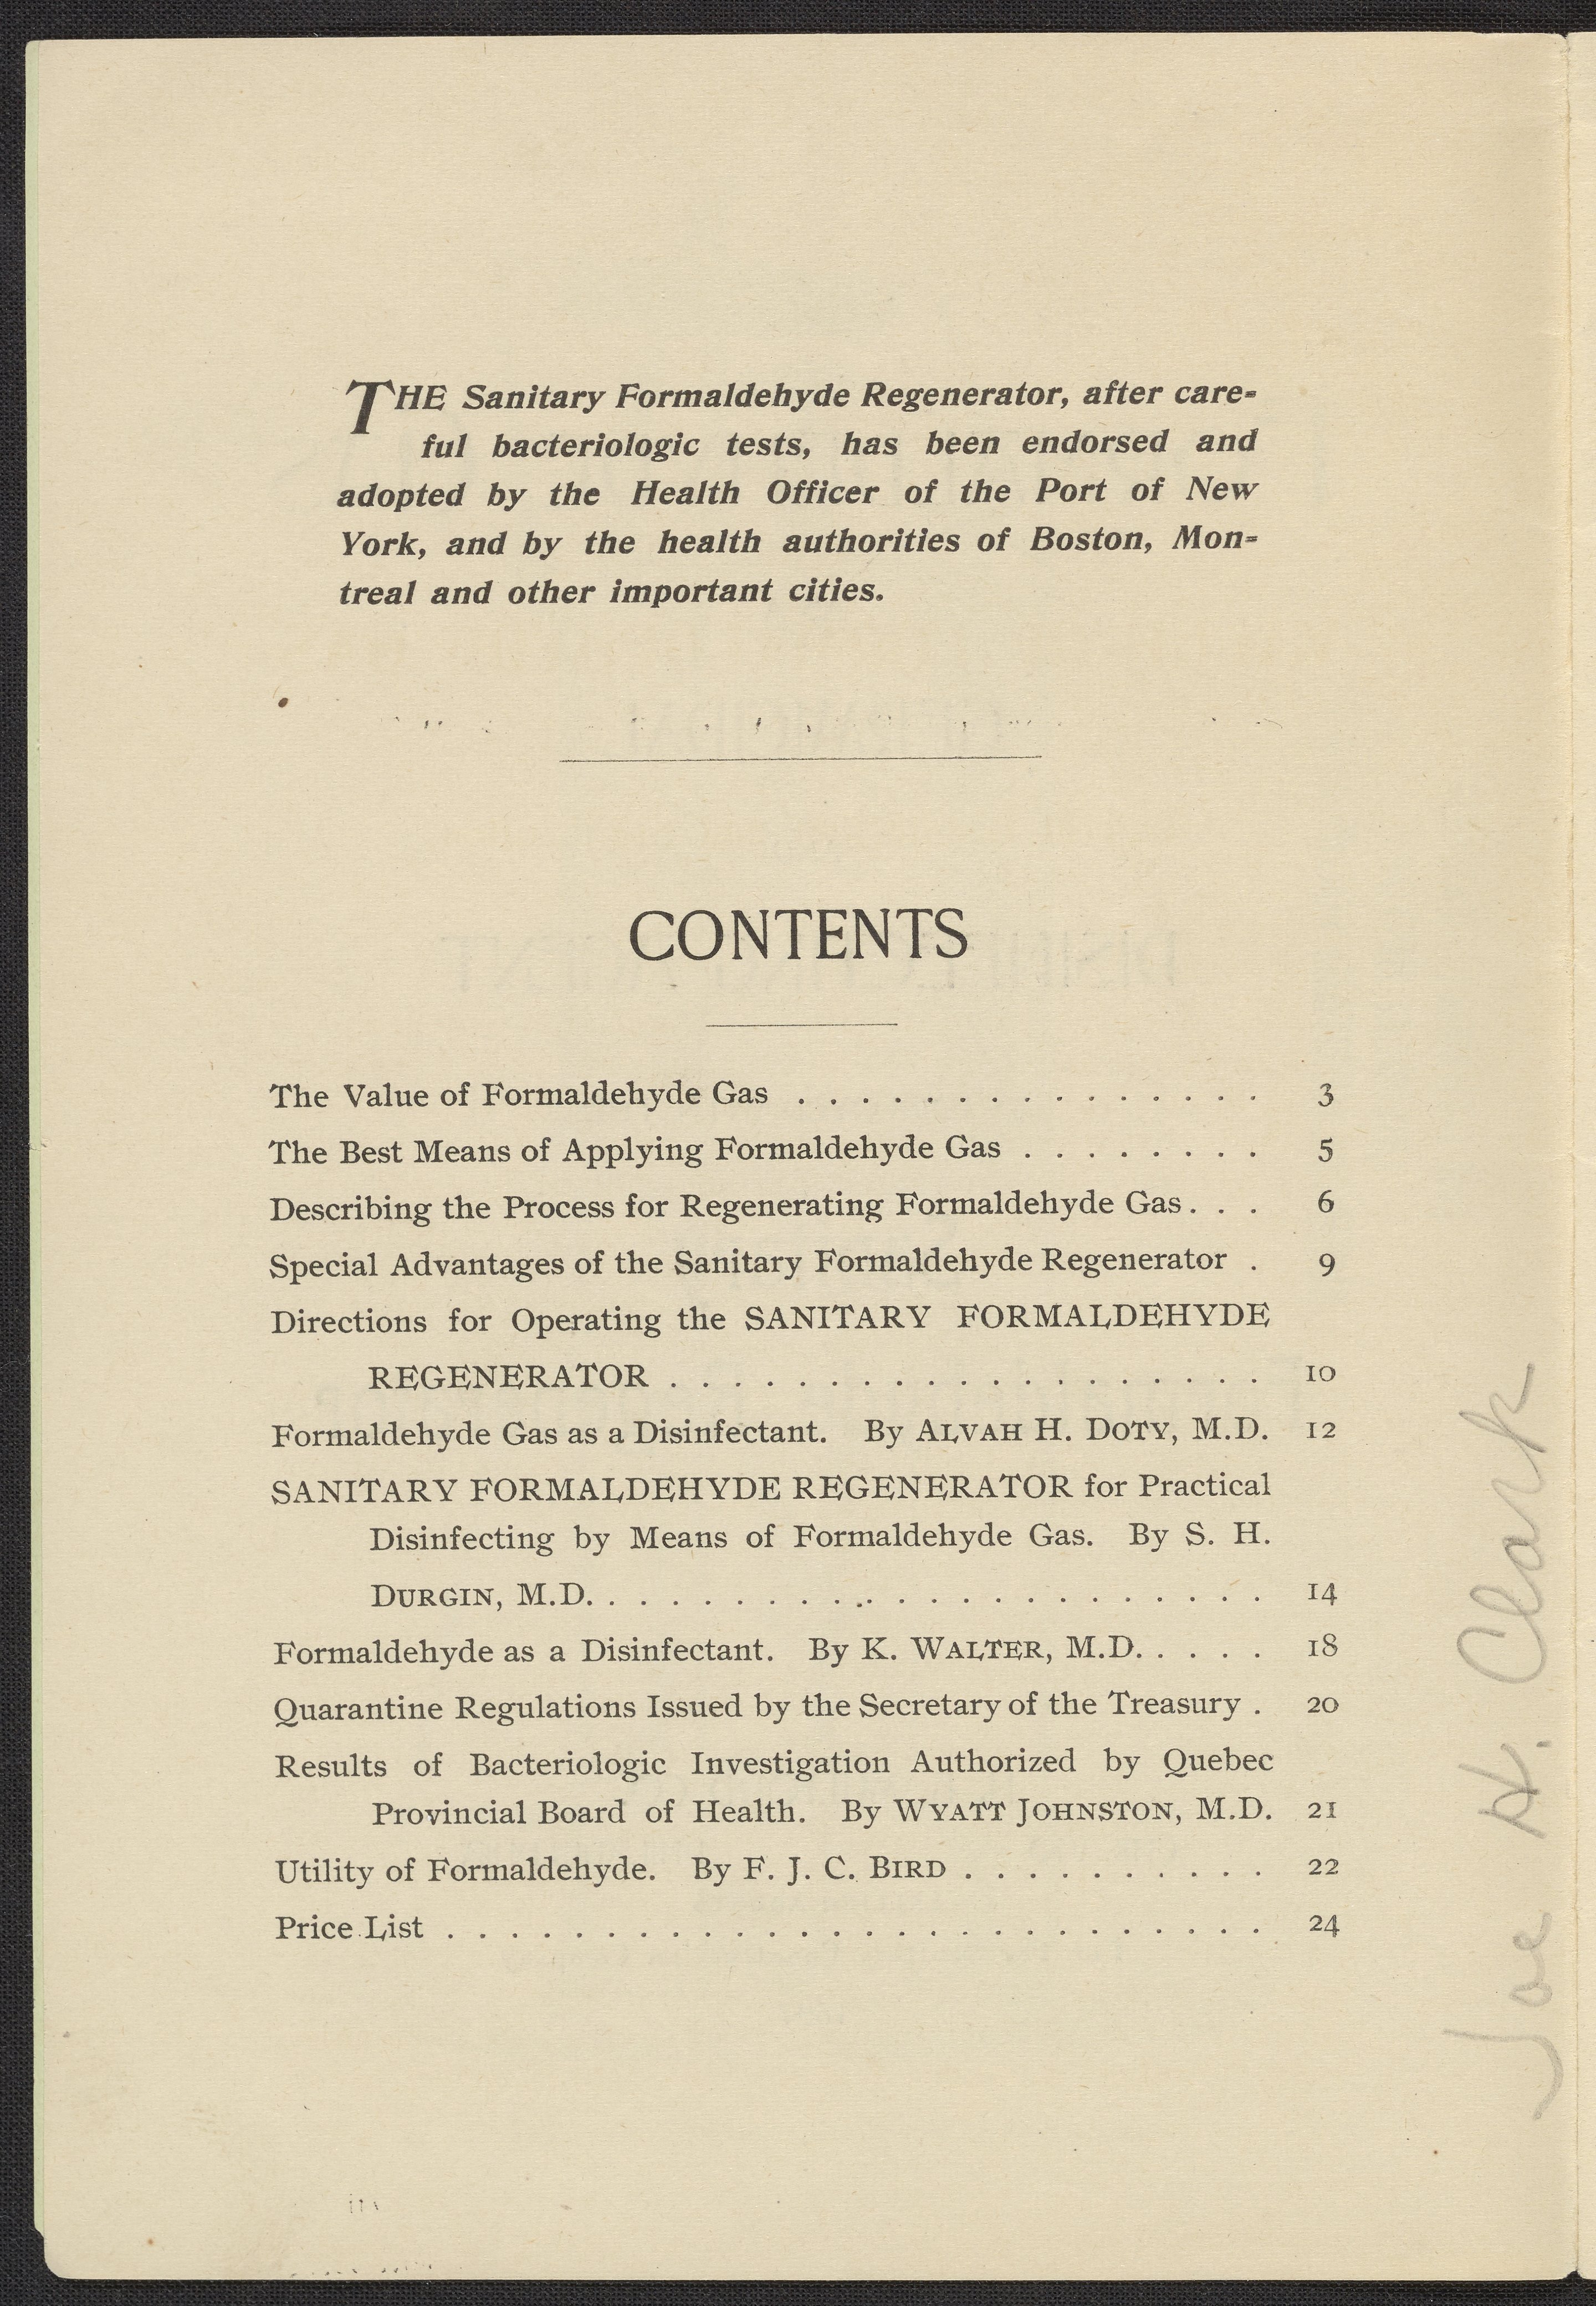 THE Sanitary Formaldehyde Regenerator, after care-
ful bacteriologic tests, has been endorsed and
adopted by the Health Officer of the Port of New
York, and by the health authorities of Boston, Mon-
treal and other important cities.
CONTENTS
The Value of Formaldehyde Gas . . . . . . . . . . . . . . . 3
The Best Means of Applying Formaldehyde Gas . . . . . . . . 5
Describing the Process for Regenerating Formaldehyde Gas . . . 6
Special Advantages of the Sanitary Formaldehyde Regenerator . 9
Directions for Operating the SANITARY FORMALDEHYDE
REGENERATOR . . . . . . . . . . . . . . . . . . 10
Formaldehyde Gas as a Disinfectant. By ALVAH H. DOTY, M.D. 12
SANITARY FORMALDEHYDE REGENERATOR for Practical
Disinfecting by Means of Formaldehyde Gas. By S. H.
DURGIN, M.D. . . . . . . . . . . . . . . . . . . . . . 14
Formaldehyde as a Disinfectant. By K. WALTER, M.D. . . . . 18
Quarantine Regulations Issued by the Secretary of the Treasury . 20
Results of Bacteriologic Investigation Authorized by Quebec
Provincial Board of Health. By WYATT JOHNSTON, M.D. 21
Utility of Formaldehyde. By F. J. C. BIRD . . . . . . . . . . 22
Price List . . . . . . . . . . . . . . . . . . . . . . . . . . 24
Joe H. Clark